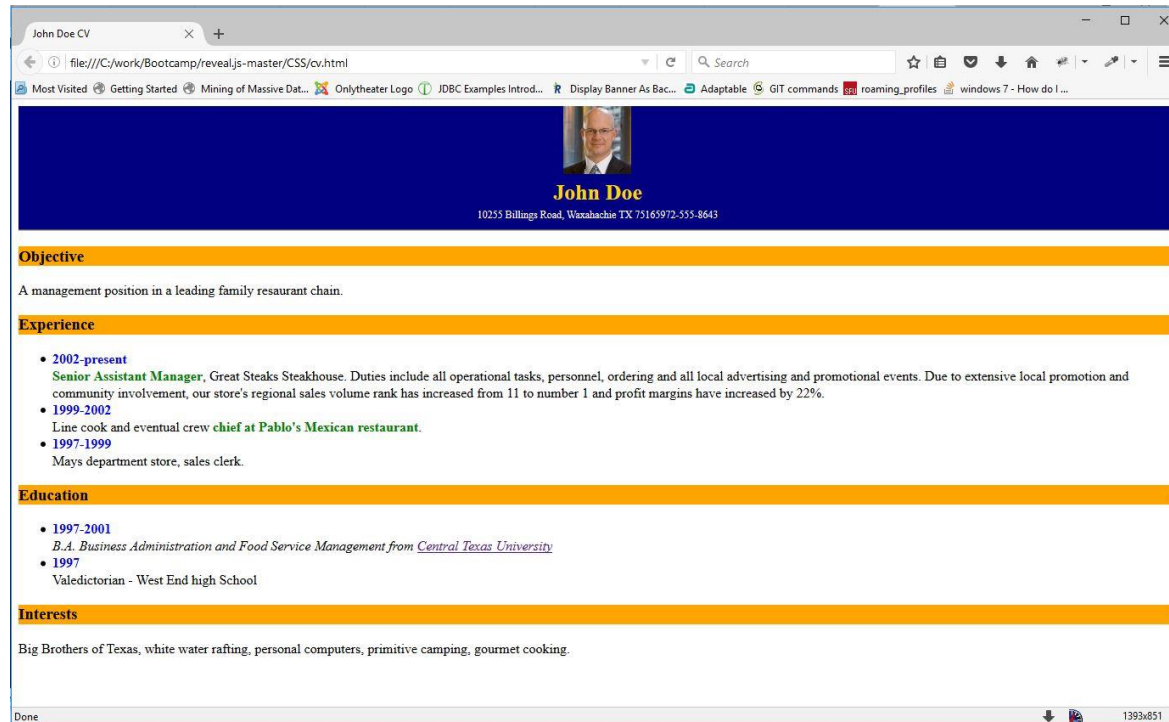 John Doe CV
file:///C:/work/Bootcamp/reveal.js-master/CSS/cv.html
Search
Most Visited Getting Started Mining of Massive Dat... Onlytheater Logo JDBC Examples Introd... R Display Banner As Bac... Adaptable GIT commands SFU roaming_profiles windows 7 - How do I ...
John Doe
10255 Billings Road, Waxahachie TX 75165972-555-8643
Objective
A management position in a leading family resaurant chain.
Experience
2002-present
Senior Assistant Manager, Great Steaks Steakhouse. Duties include all operational tasks, personnel, ordering and all local advertising and promotional events. Due to extensive local promotion and
community involvement, our store's regional sales volume rank has increased from 11 to number 1 and profit margins have increased by 22%.
1999-2002
Line cook and eventual crew chief at Pablo's Mexican restaurant.
1997-1999
Mays department store, sales clerk.
Education
1997-2001
B.A. Business Administration and Food Service Management from Central Texas University
1997
Valedictorian - West End high School
Interests
Big Brothers of Texas, white water rafting, personal computers, primitive camping, gourmet cooking.
Done
1393x851